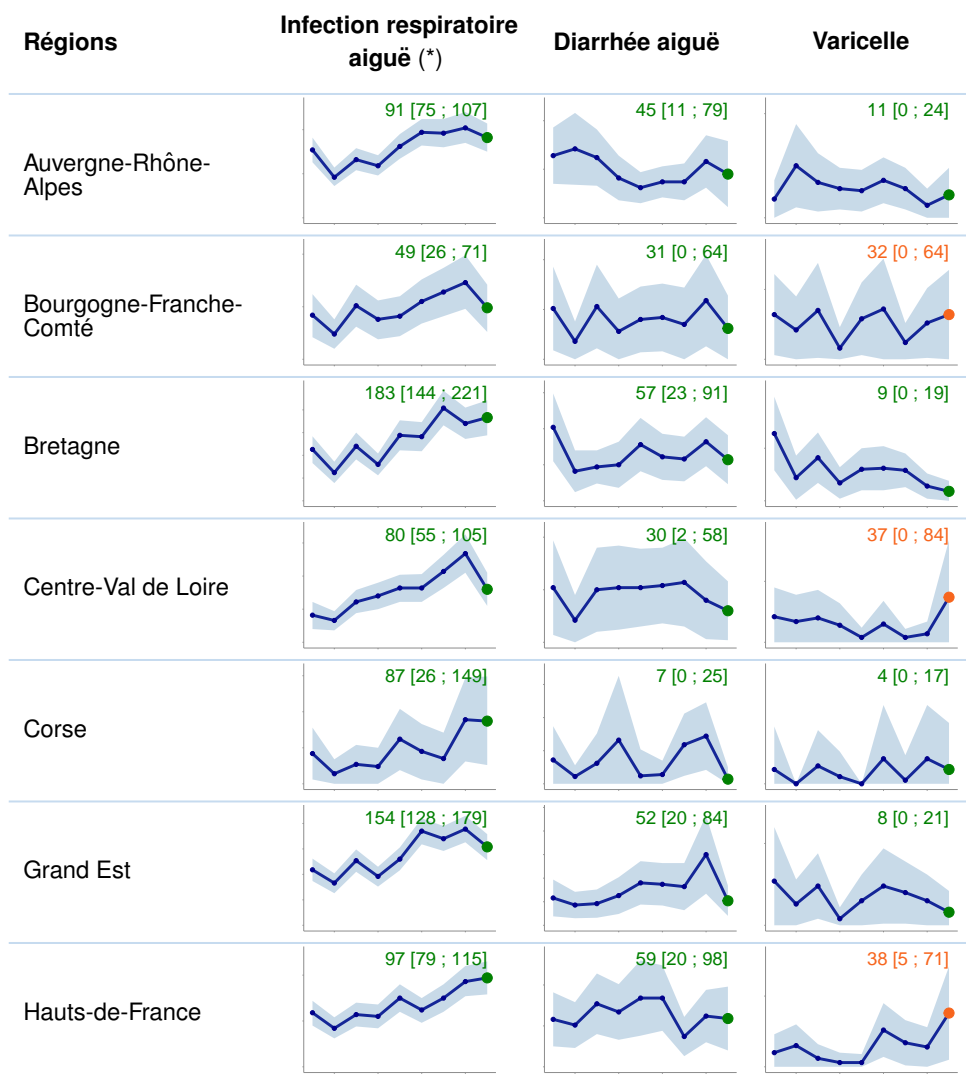 Régions
Infection respiratoire
aiguë (*)
Diarrhée aiguë
Varicelle
Auvergne-Rhône-
Alpes
91 [75 ; 107]
45 [11 ; 79]
11 [0 ; 24]
Bourgogne-Franche-
Comté
49 [26 ; 71]
31 [0 ; 64]
32 [0 ; 64]
Bretagne
183 [144 ; 221]
57 [23 ; 91]
9 [0 ; 19]
Centre-Val de Loire
80 [55 ; 105]
30 [2 ; 58]
37 [0 ; 84]
Corse
87 [26 ; 149]
7 [0 ; 25]
4 [0 ; 17]
Grand Est
154 [128 ; 179]
52 [20 ; 84]
8 [0 ; 21]
Hauts-de-France
97 [79 ; 115]
59 [20 ; 98]
38 [5 ; 71]